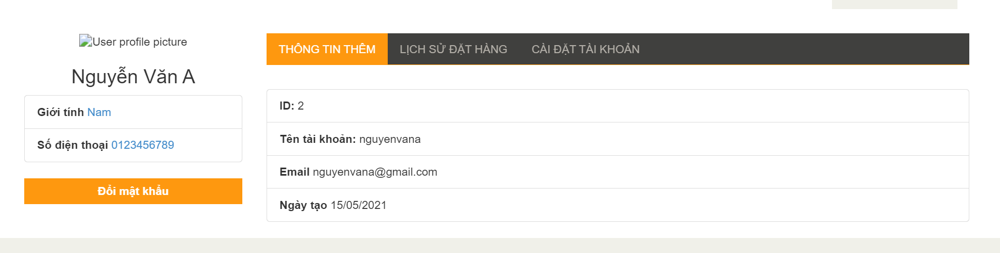 User profile picture
Nguyễn Văn A
Giới tính Nam
Số điện thoại 0123456789
Đổi mật khẩu
THÔNG TIN THÊM LỊCH SỬ ĐẶT HÀNG CÀI ĐẶT TÀI KHOẢN
ID: 2
Tên tài khoản: nguyenvana
Email nguyenvana@gmail.com
Ngày tạo 15/05/2021